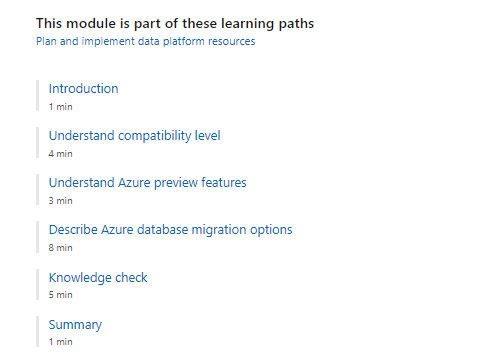 This module is part of these learning paths
Plan and implement data platform resources
Introduction
1 min
Understand compatibility level
4 min
Understand Azure preview features
3 min
Describe Azure database migration options
8 min
Knowledge check
5 min
Summary
1 min